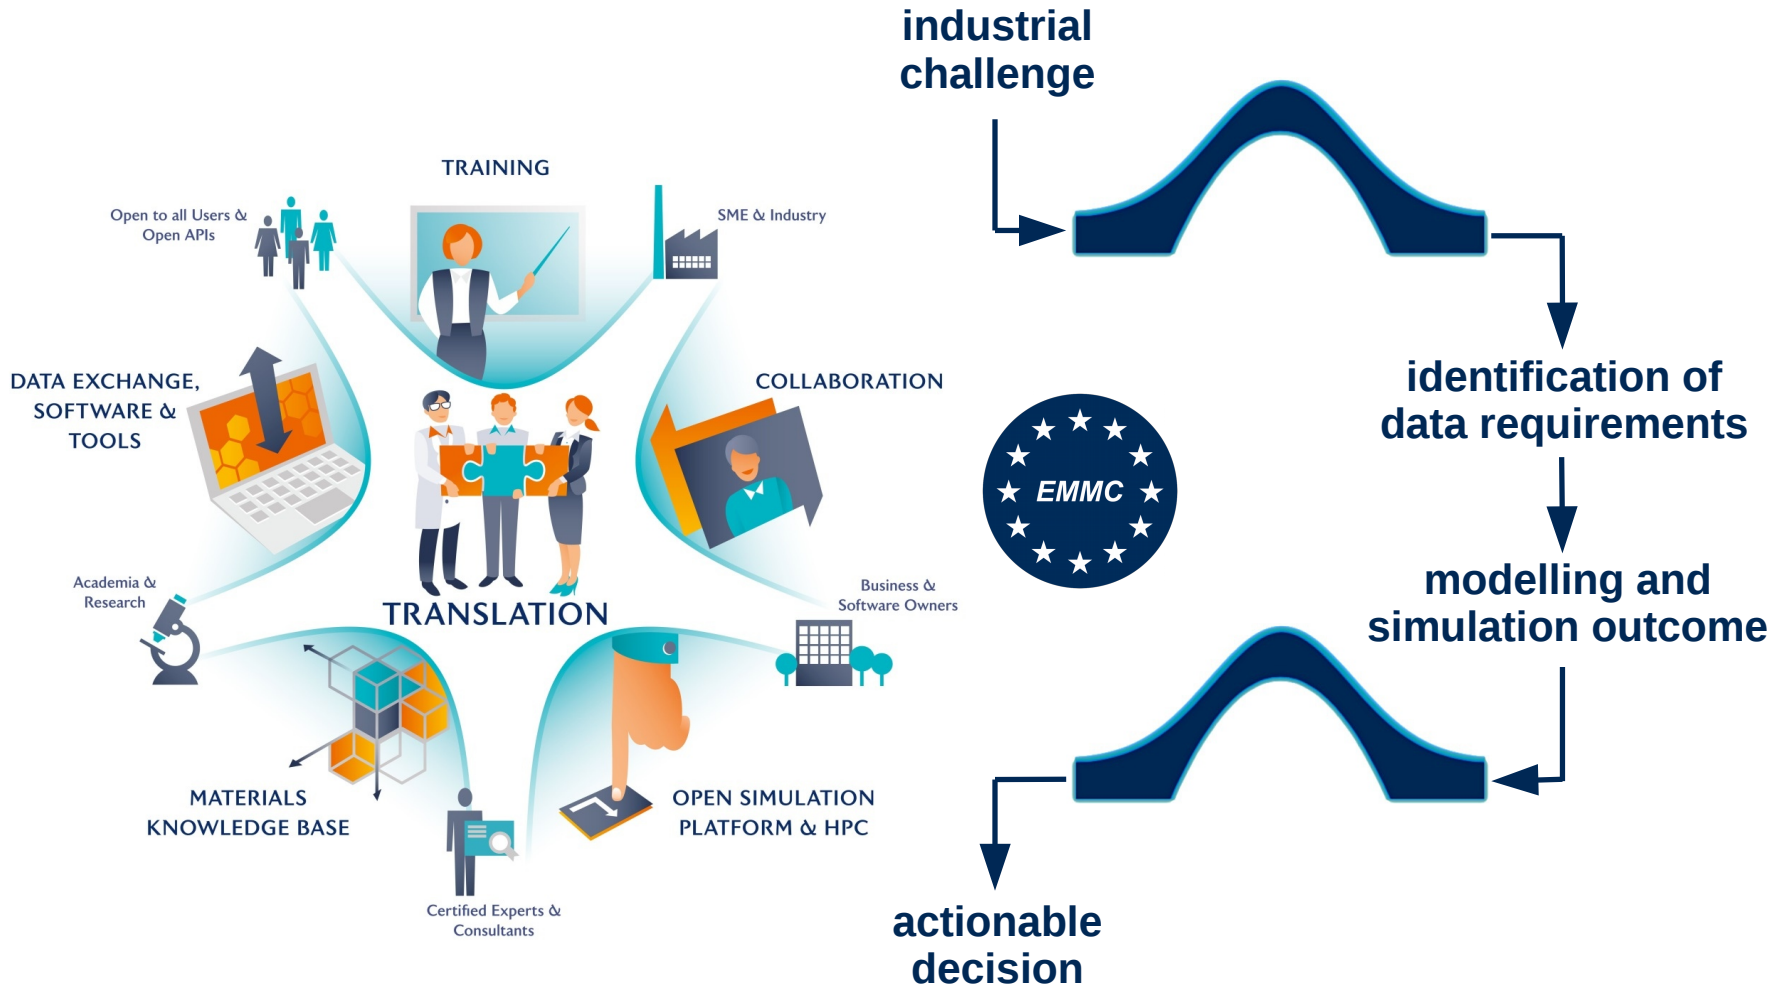 TRAINING
Open to all Users &
Open APIs
SME & Industry
DATA EXCHANGE,
SOFTWARE &
TOOLS
COLLABORATION
Academia &
Research
TRANSLATION
Business &
Software Owners
MATERIALS
KNOWLEDGE BASE
OPEN SIMULATION
PLATFORM & HPC
Certified Experts &
Consultants
industrial
challenge
identification of
data requirements
EMMC
modelling and
simulation outcome
actionable
decision